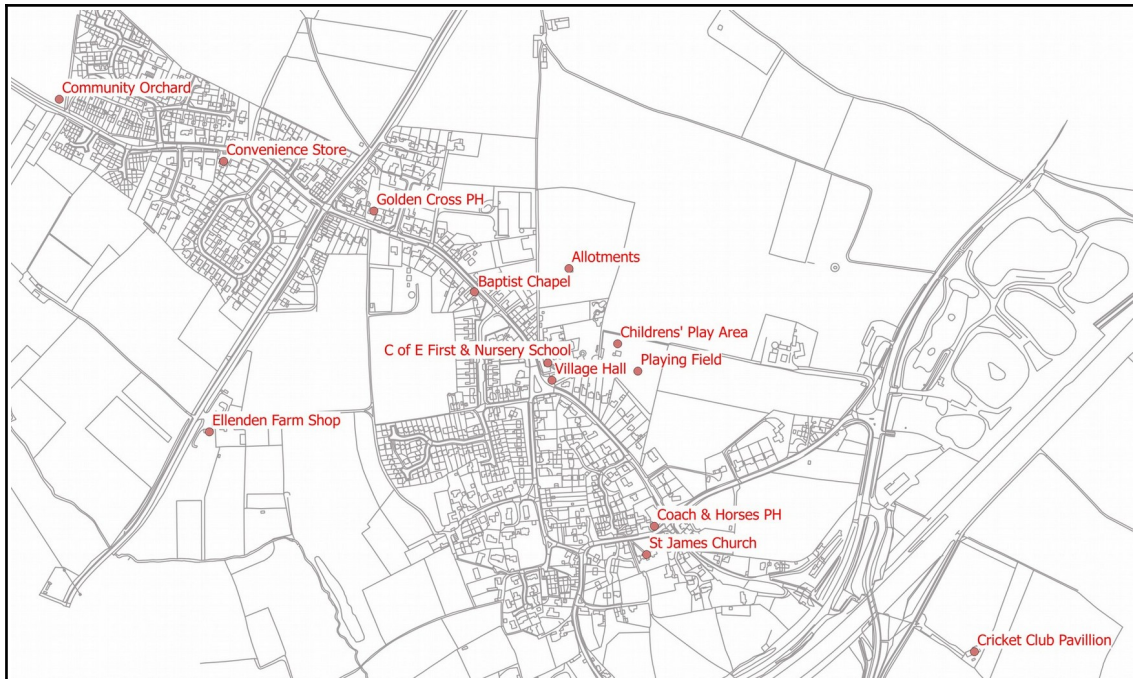 Community Orchard
Convenience Store
Golden Cross PH
Allotments
Baptist Chapel
Childrens' Play Area
C of E First & Nursery School
Playing Field
Village Hall
Ellenden Farm Shop
Coach & Horses PH
St James Church
Cricket Club Pavillion